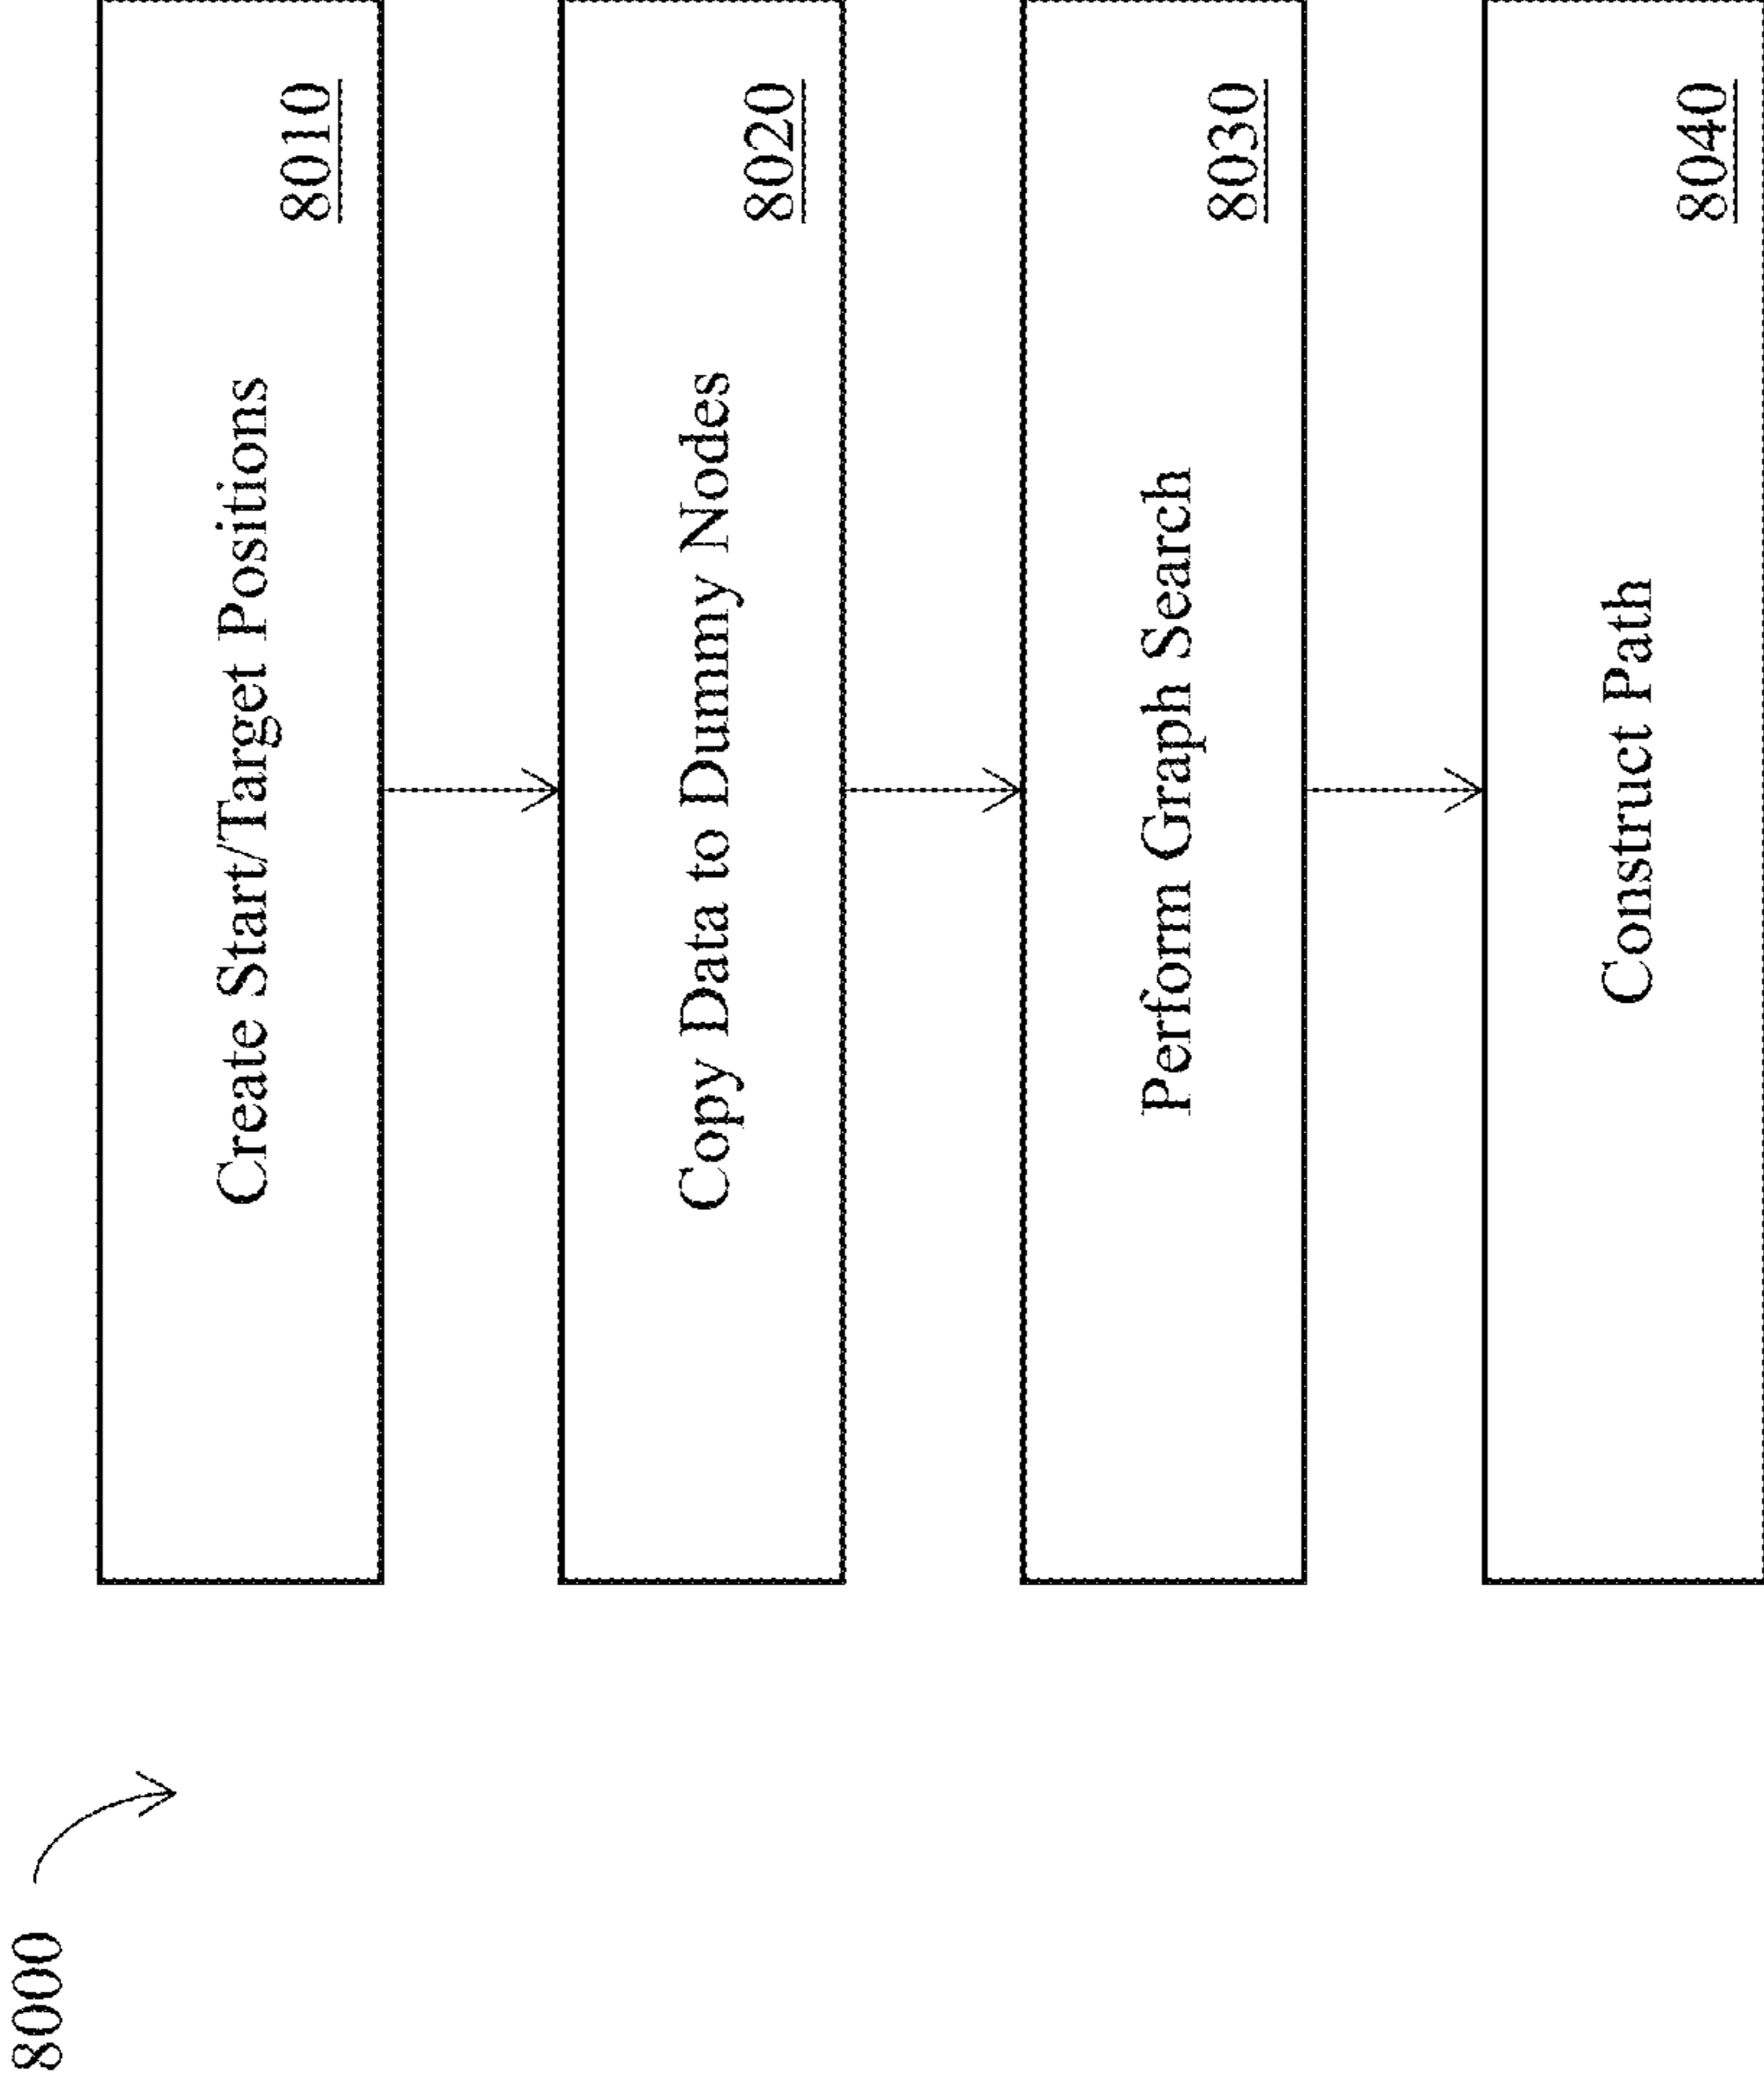 8000
Create Start/Target Positions
8010
Copy Data to Dummy Nodes
8020
Perform Graph Search
8030
Construct Path
8040